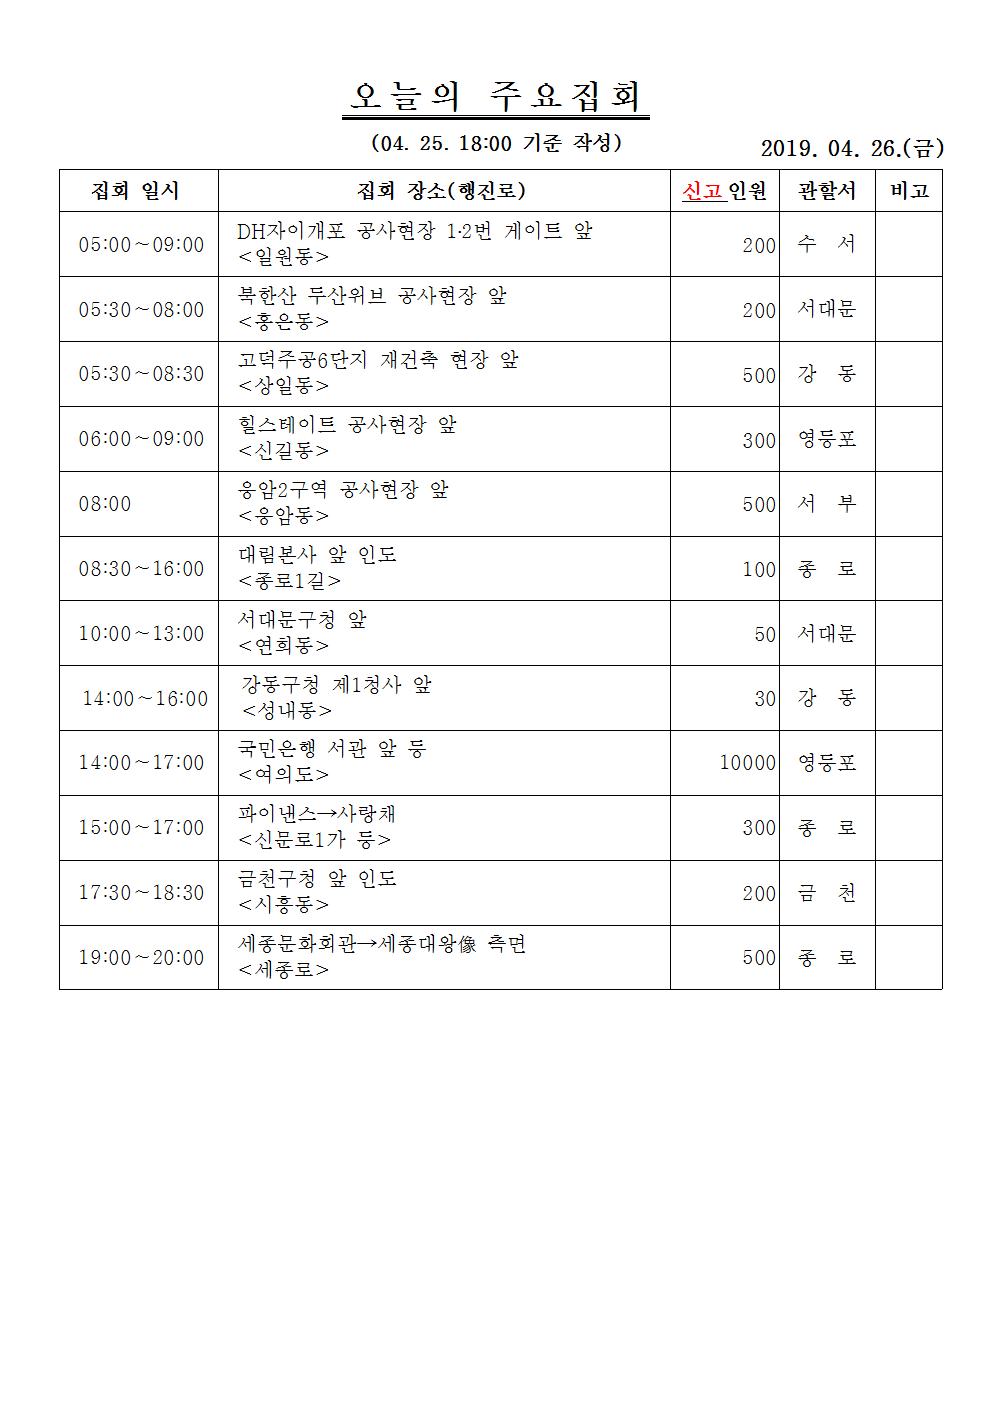 오늘의 주요집회
(04. 25. 18:00 기준 작성)
2019. 04. 26.(금)
집회 일시 집회 장소(행진로) 신고인원 관할서 비고
05:00~09:00 DH자이개포 공사현장 1·2번 게이트 앞 200 수 서
<일원동>
05:30~08:00 북한산 두산위브 공사현장 앞 200 서대문
<홍은동>
05:30~08:30 고덕주공6단지 재건축 현장 앞 500 강 동
<상일동>
06:00~09:00 힐스테이트 공사현장 앞 300 영등포
<신길동>
08:00 응암2구역 공사현장 앞 500 서 부
<응암동>
08:30~16:00 대림본사 앞 인도 100 종 로
<종로1길>
10:00~13:00 서대문구청 앞 50 서대문
<연희동>
14:00~16:00 강동구청 제1청사 앞 30 강 동
<성내동>
14:00~17:00 국민은행 서관 앞 등 10000 영등포
<여의도>
15:00~17:00 파이낸스→사랑채 300 종 로
<신문로1가 등>
17:30~18:30 금천구청 앞 인도 200 금 천
<시흥동>
19:00~20:00 세종문화회관→세종대왕像 측면 500 종 로
<세종로>